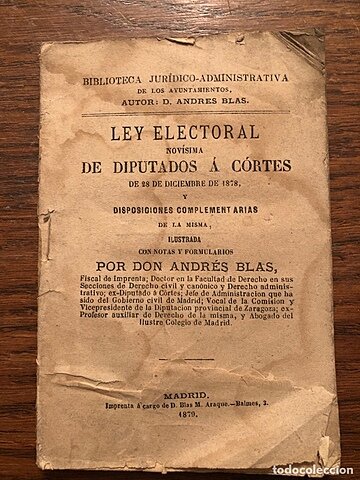 BIBLIOTECA JURÍDICO-ADMINISTRATIVA
DE LOS AYUNTAMIENTOS,
AUTOR: D. ANDRES BLAS.
LEY ELECTORAL
NOVÍSIMA
DE DIPUTADOS Á CÓRTES
DE 28 DE DICIEMBRE DE 1878,
Y
DISPOSICIONES COMPLEMENTARIAS
DE LA MISMA,
ILUSTRADA
CON NOTAS Y FORMULARIOS
POR DON ANDRÉS BLAS,
Fiscal de Imprenta; Doctor en la Facultad de Derecho en sus
Secciones de Derecho civil y canónico y Derecho adminis-
trativo; ex-Diputado á Córtes; Jefe de Administracion que ha
sido del Gobierno civil de Madrid; Vocal de la Comision y
Vicepresidente de la Diputacion provincial de Zaragoza; ex-
Profesor auxiliar de Derecho de la misma, y Abogado del
Ilustre Colegio de Madrid.
MADRID.
Imprenta á cargo de D. Blas M. Araque.—Balmes, 3.
1879.
todocoleccion